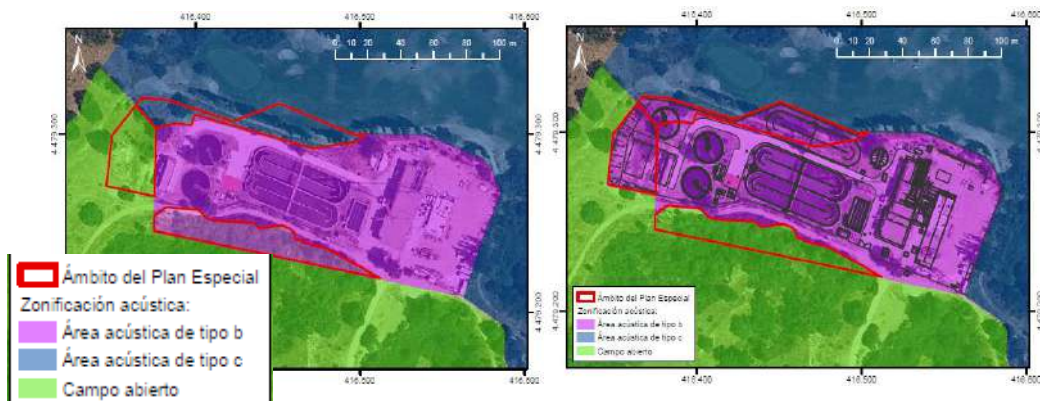 416.400 416.500 416.600
N
0 10 20 40 60 80 100 m
4.479.300
4.479.200
Ámbito del Plan Especial
Zonificación acústica:
Área acústica de tipo b
Área acústica de tipo c
Campo abierto
416.500 416.600
416.400 416.500 416.600
N
0 10 20 40 60 80 100 m
4.479.300 4.479.300
4.479.200
Ámbito del Plan Especial
Zonificación acústica:
Área acústica de tipo b
Área acústica de tipo c
Campo abierto
416.400 416.500 416.600